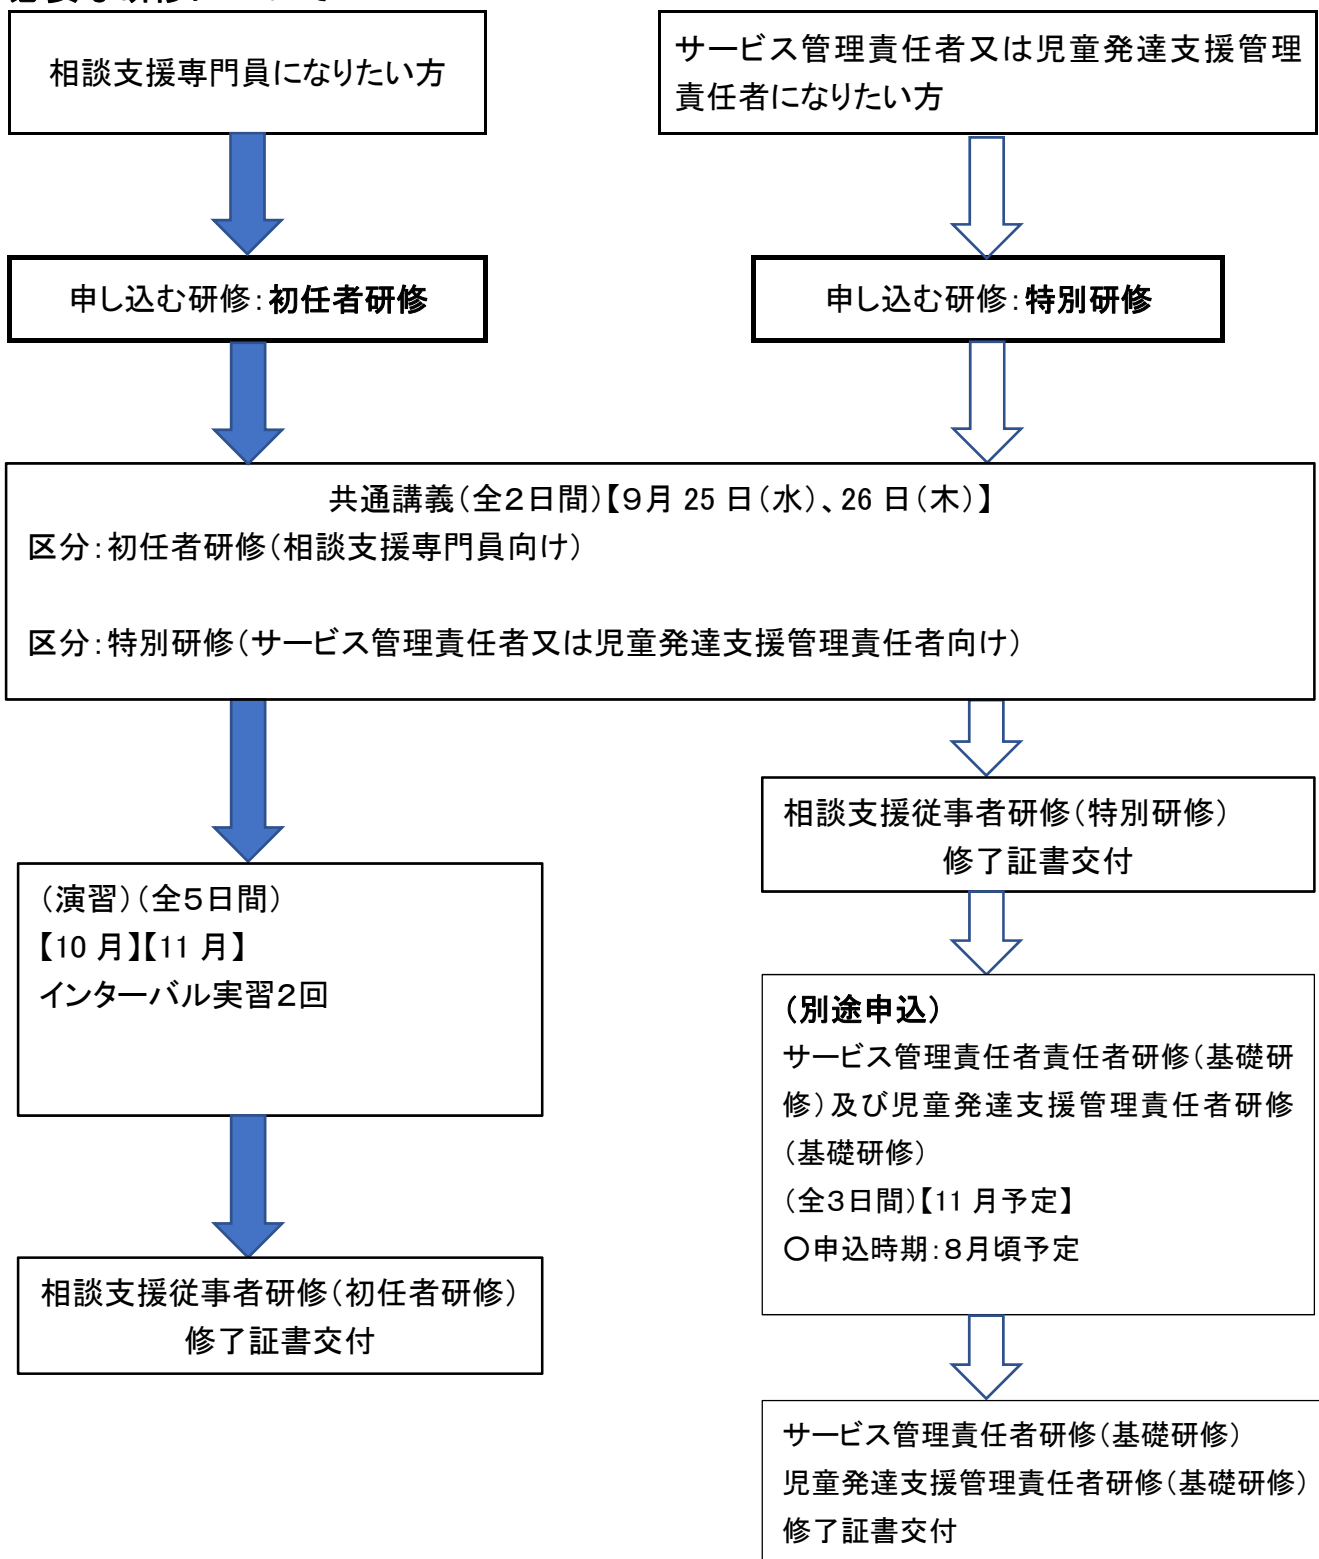 相談支援専門員になりたい方
サービス管理責任者又は児童発達支援管理
責任者になりたい方
申し込む研修：初任者研修
申し込む研修：特別研修
共通講義（全２日間）【９月 25 日（水）、26 日（木）】
区分：初任者研修（相談支援専門員向け）
区分：特別研修（サービス管理責任者又は児童発達支援管理責任者向け）
（演習）（全５日間）
【10 月】【11 月】
インターバル実習２回
相談支援従事者研修（初任者研修）
修了証書交付
相談支援従事者研修（特別研修）
修了証書交付
（別途申込）
サービス管理責任者責任者研修（基礎研
修）及び児童発達支援管理責任者研修
（基礎研修）
（全３日間）【11 月予定】
〇申込時期：８月頃予定
サービス管理責任者研修（基礎研修）
児童発達支援管理責任者研修（基礎研修）
修了証書交付